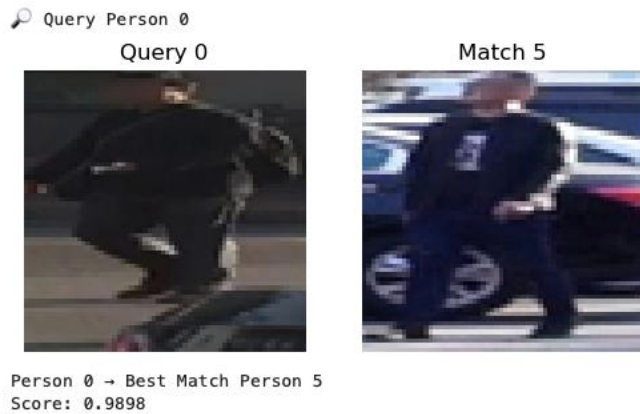 🔎 Query Person 0
Query 0
Match 5
Person 0 → Best Match Person 5
Score: 0.9898